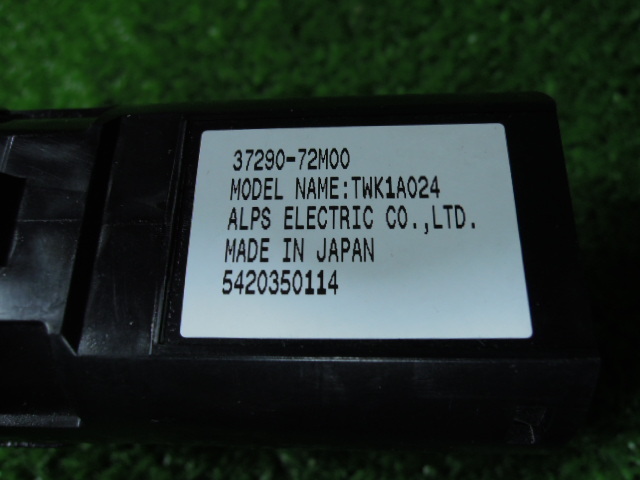 37290-72M00
MODEL NAME:TWK1A024
ALPS ELECTRIC CO.,LTD.
MADE IN JAPAN
5420350114